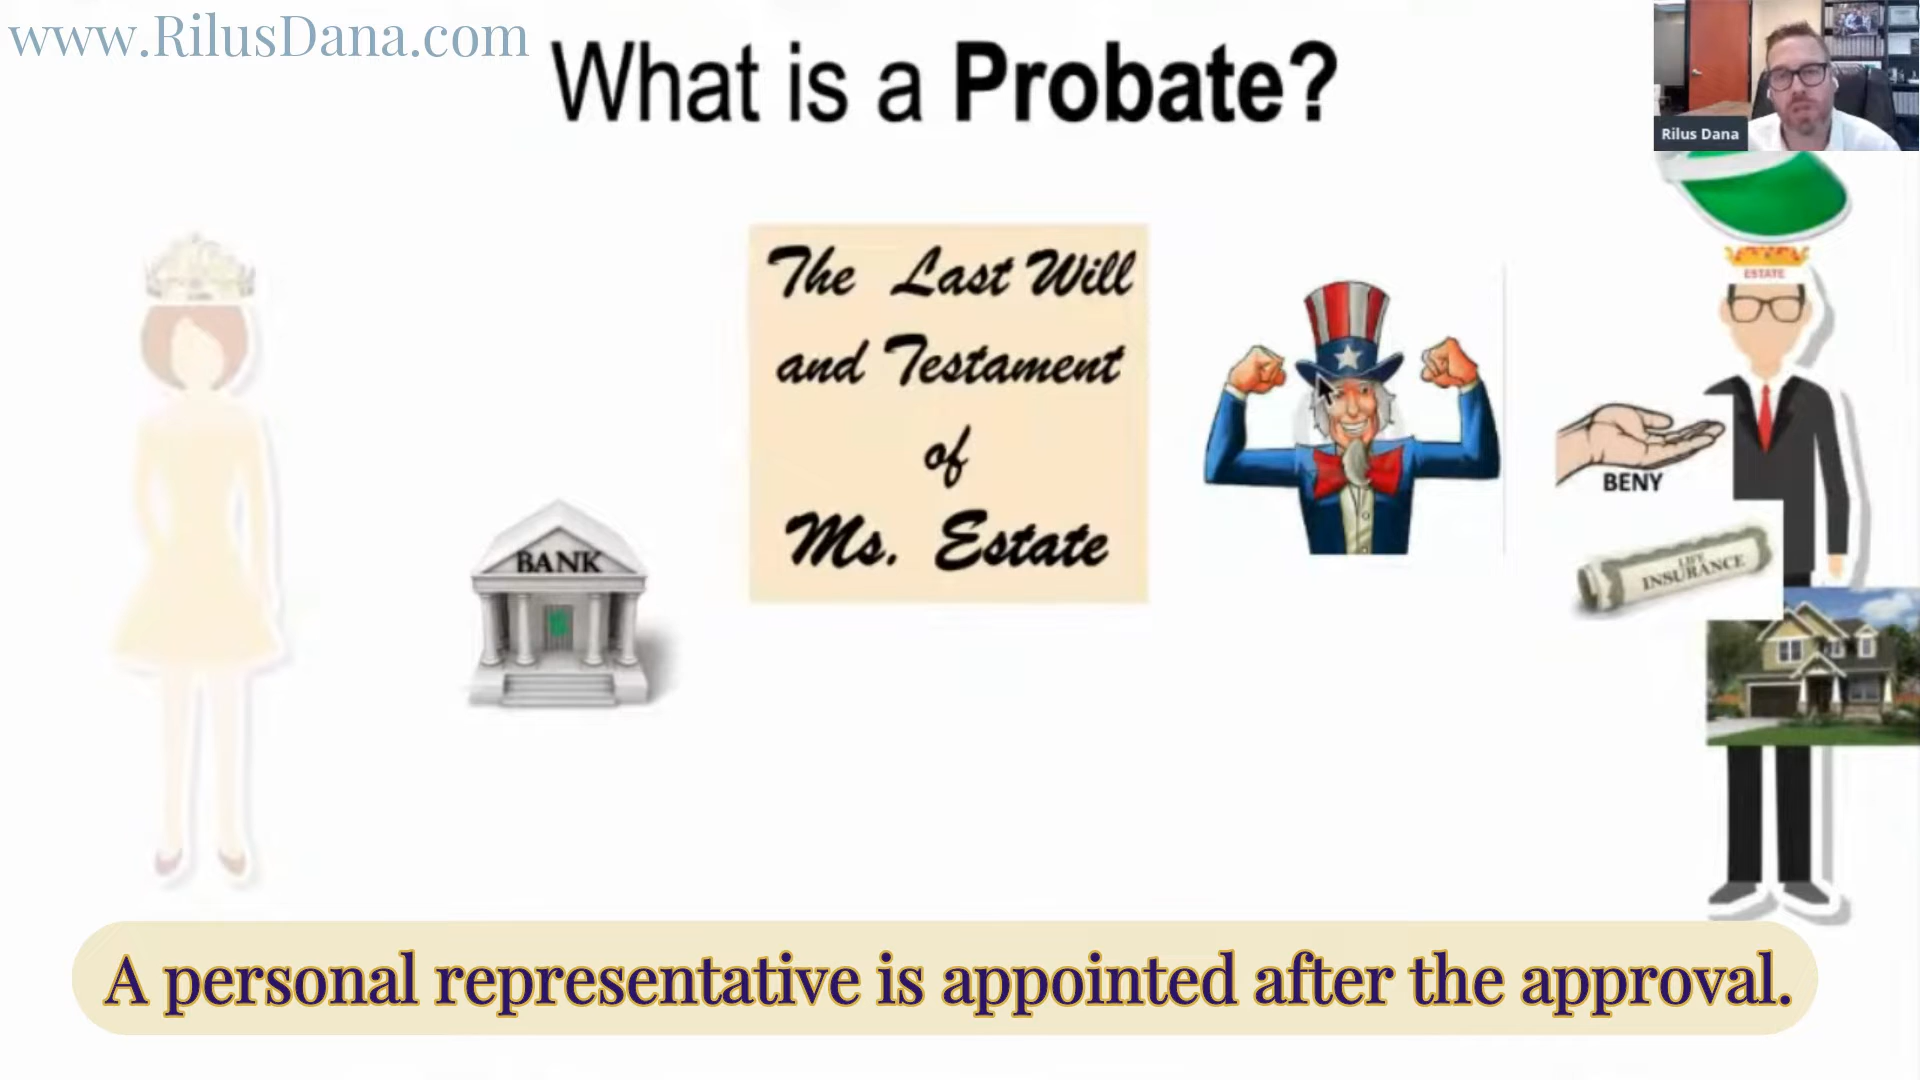 www.RilusDana.com
What is a Probate?
Rilus Dana
ESTATE
The Last Will
and Testament
of
Ms. Estate
BENY
BANK
LIFE
INSURANCE
A personal representative is appointed after the approval.